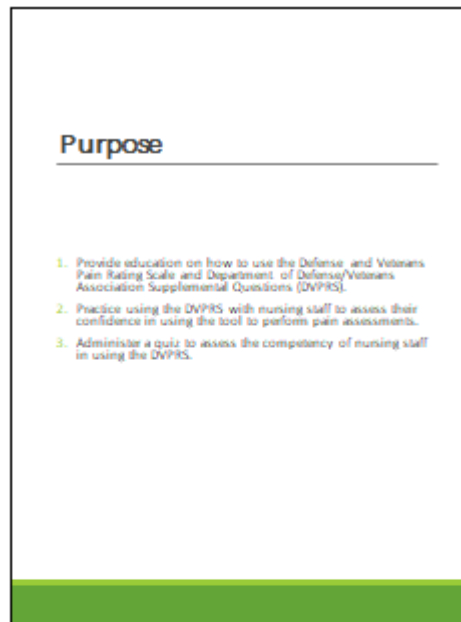 Purpose
1. Provide education on how to use the Defense and Veterans
Pain Rating Scale and Department of Defense/Veterans
Association Supplemental Questions (DVPRS).
2. Practice using the DVPRS with nursing staff to assess their
confidence in using the tool to perform pain assessments.
3. Administer a quiz to assess the competency of nursing staff
in using the DVPRS.